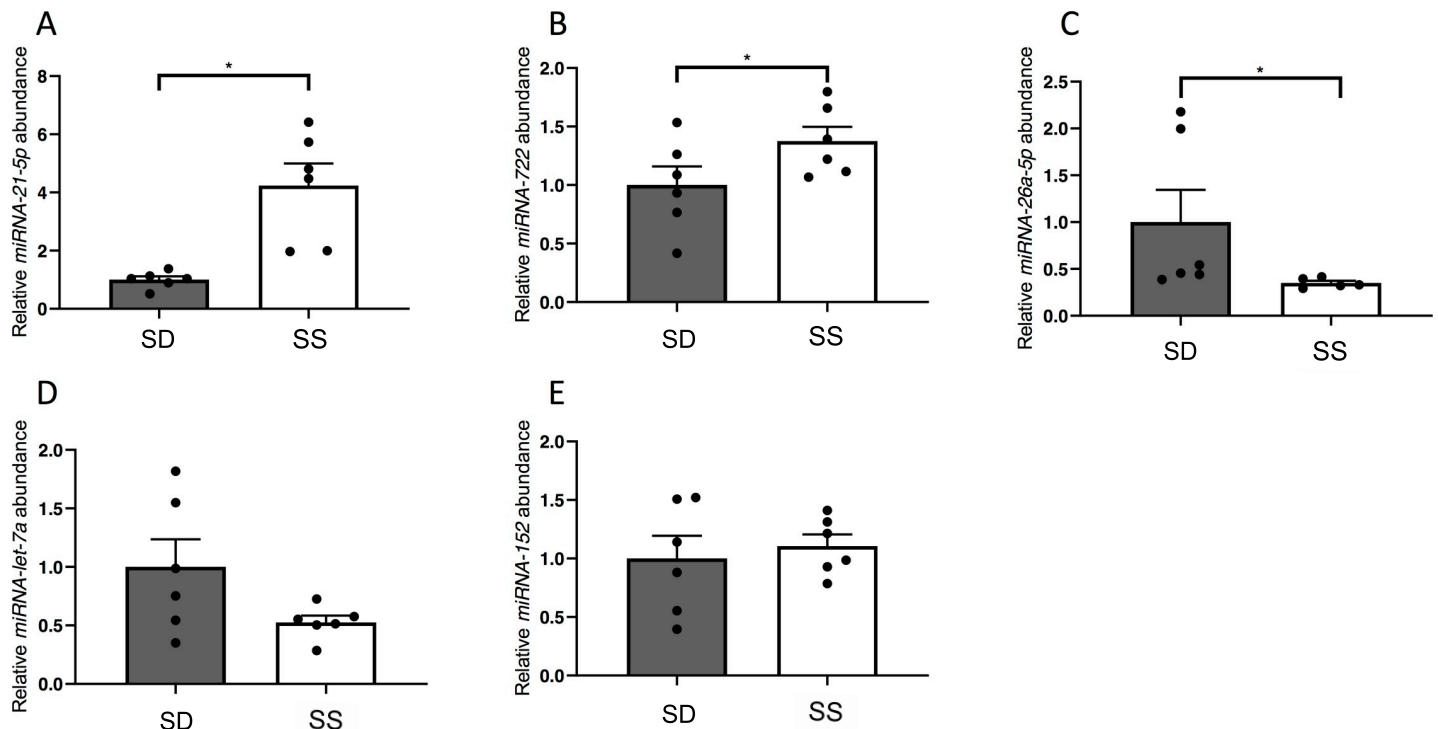 A
Relative miRNA-21-5p abundance
8
6
4
2
0
*
SD
SS
B
Relative miRNA-722 abundance
2.0
1.5
1.0
0.5
0.0
*
SD
SS
C
Relative miRNA-26a-5p abundance
2.5
2.0
1.5
1.0
0.5
0.0
*
SD
SS
D
Relative miRNA-let-7a abundance
2.0
1.5
1.0
0.5
0.0
SD
SS
E
Relative miRNA-152 abundance
2.0
1.5
1.0
0.5
0.0
SD
SS